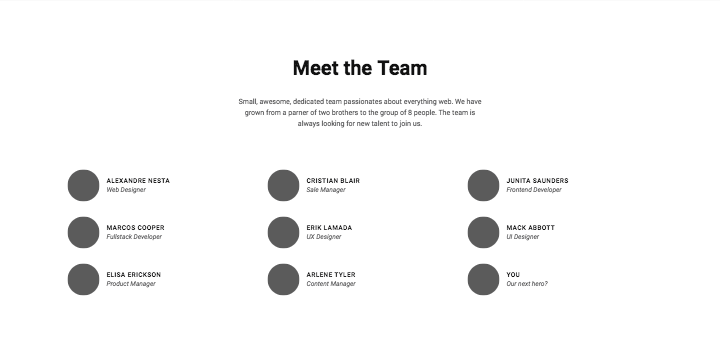 Meet the Team
Small, awesome, dedicated team passionates about everything web. We have
grown from a parner of two brothers to the group of 8 people. The team is
always looking for new talent to join us.
ALEXANDRE NESTA
Web Designer
CRISTIAN BLAIR
Sale Manager
JUNITA SAUNDERS
Frontend Developer
MARCOS COOPER
Fullstack Developer
ERIK LAMADA
UX Designer
MACK ABBOTT
UI Designer
ELISA ERICKSON
Product Manager
ARLENE TYLER
Content Manager
YOU
Our next hero?